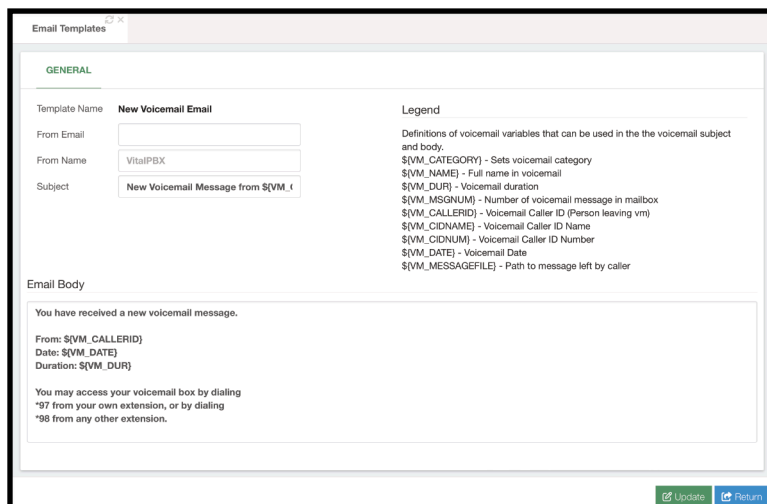 Email Templates
GENERAL
Template Name New Voicemail Email
From Email
From Name VitalPBX
Subject New Voicemail Message from ${VM_
Legend
Definitions of voicemail variables that can be used in the the voicemail subject
and body.
${VM_CATEGORY} - Sets voicemail category
${VM_NAME} - Full name in voicemail
${VM_DUR} - Voicemail duration
${VM_MSGNUM} - Number of voicemail message in mailbox
${VM_CALLERID} - Voicemail Caller ID (Person leaving vm)
${VM_CIDNAME} - Voicemail Caller ID Name
${VM_CIDNUM} - Voicemail Caller ID Number
${VM_DATE} - Voicemail Date
${VM_MESSAGEFILE} - Path to message left by caller
Email Body
You have received a new voicemail message.
From: ${VM_CALLERID}
Date: ${VM_DATE}
Duration: ${VM_DUR}
You may access your voicemail box by dialing
*97 from your own extension, or by dialing
*98 from any other extension.
Update Return